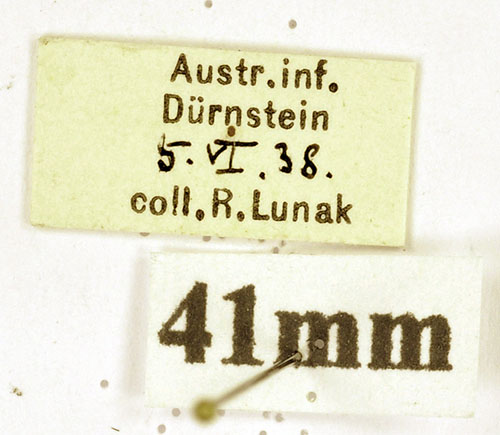 Austr.inf.
Dürnstein
5.VI.38.
coll.R.Lunak
41mm